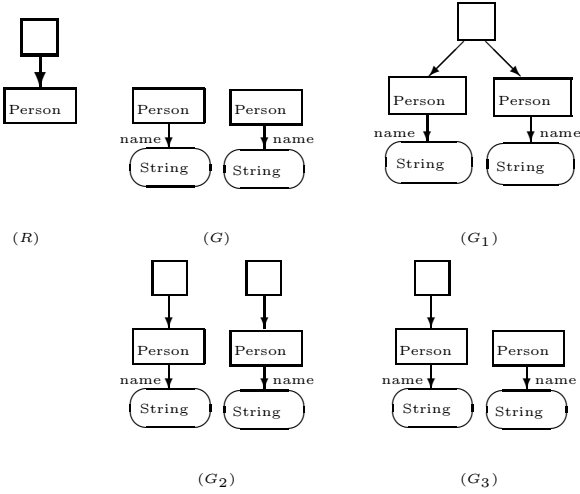 Person
Person
Person
Person
Person
name
name
name
name
String
String
String
String
(R)
(G)
(G₁)
Person
Person
Person
Person
name
name
name
name
String
String
String
String
(G₂)
(G₃)